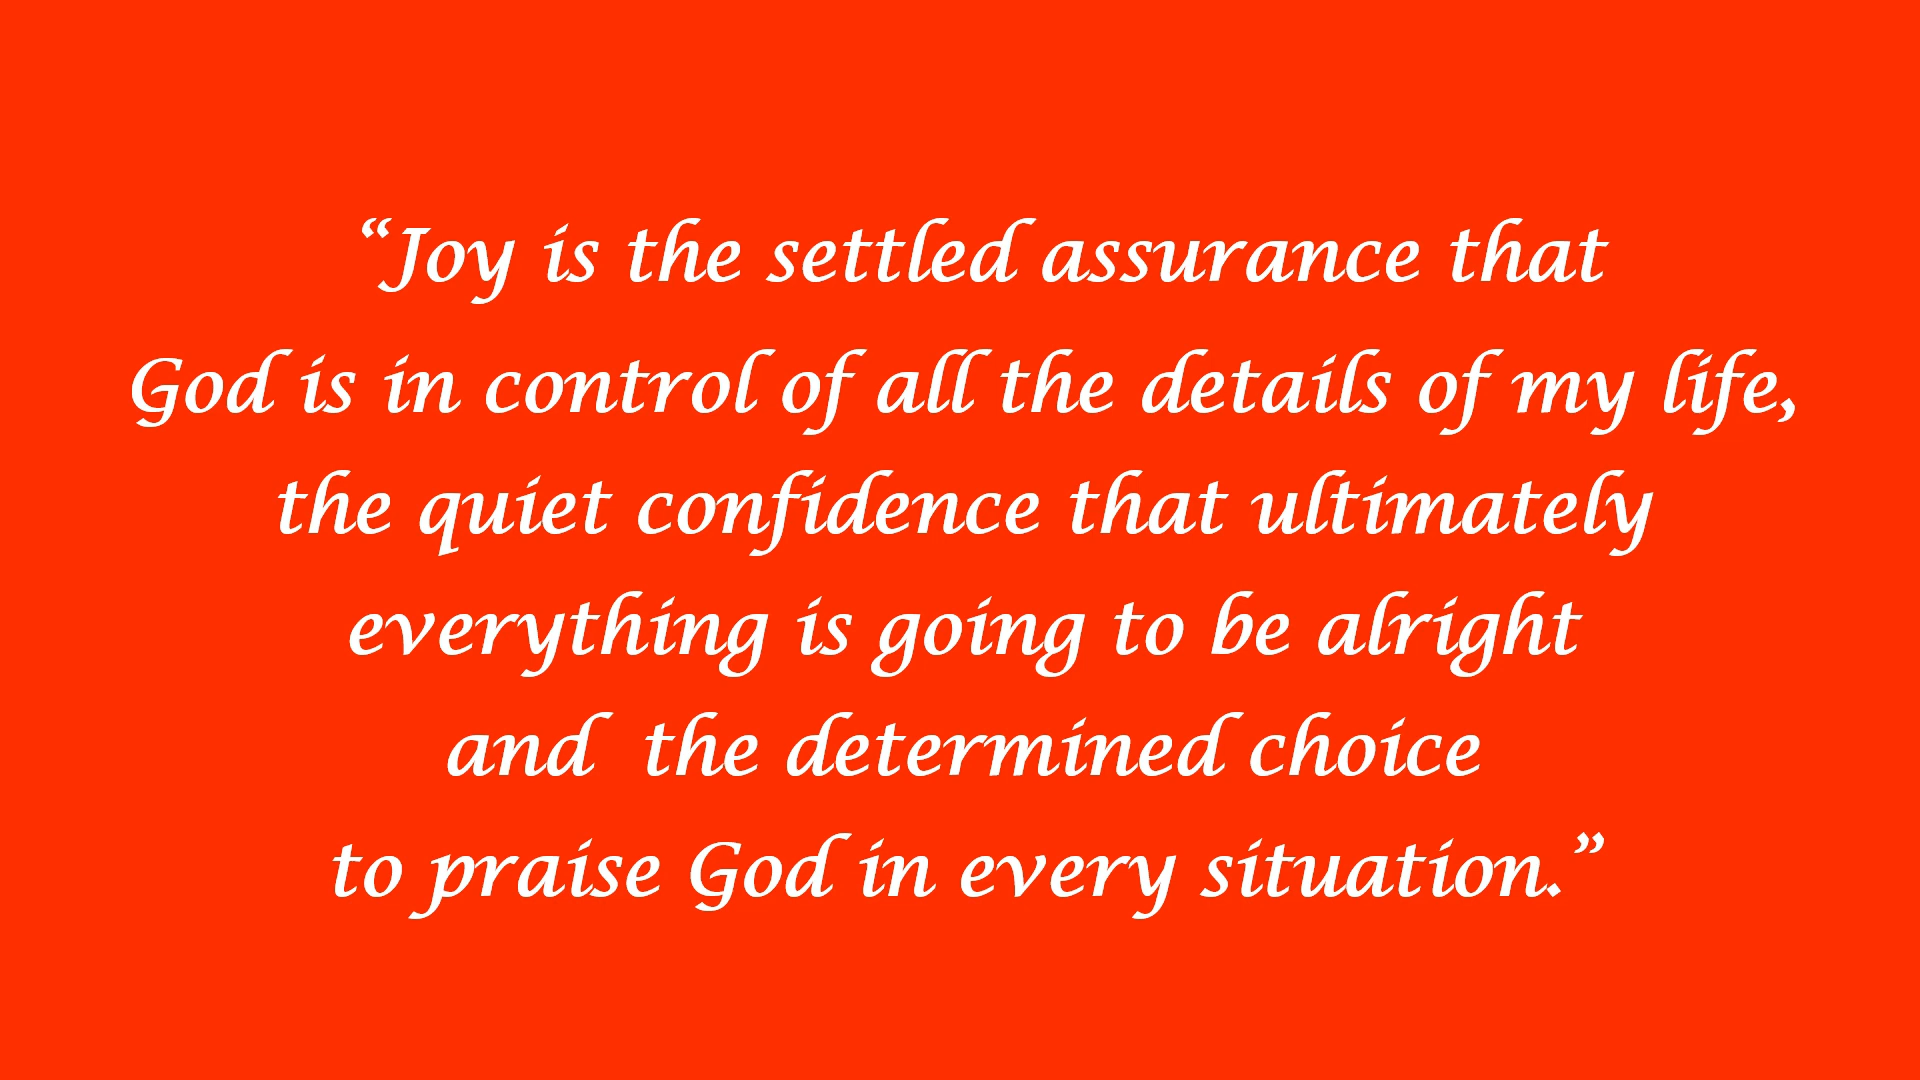 “Joy is the settled assurance that
God is in control of all the details of my life,
the quiet confidence that ultimately
everything is going to be alright
and  the determined choice
to praise God in every situation.”